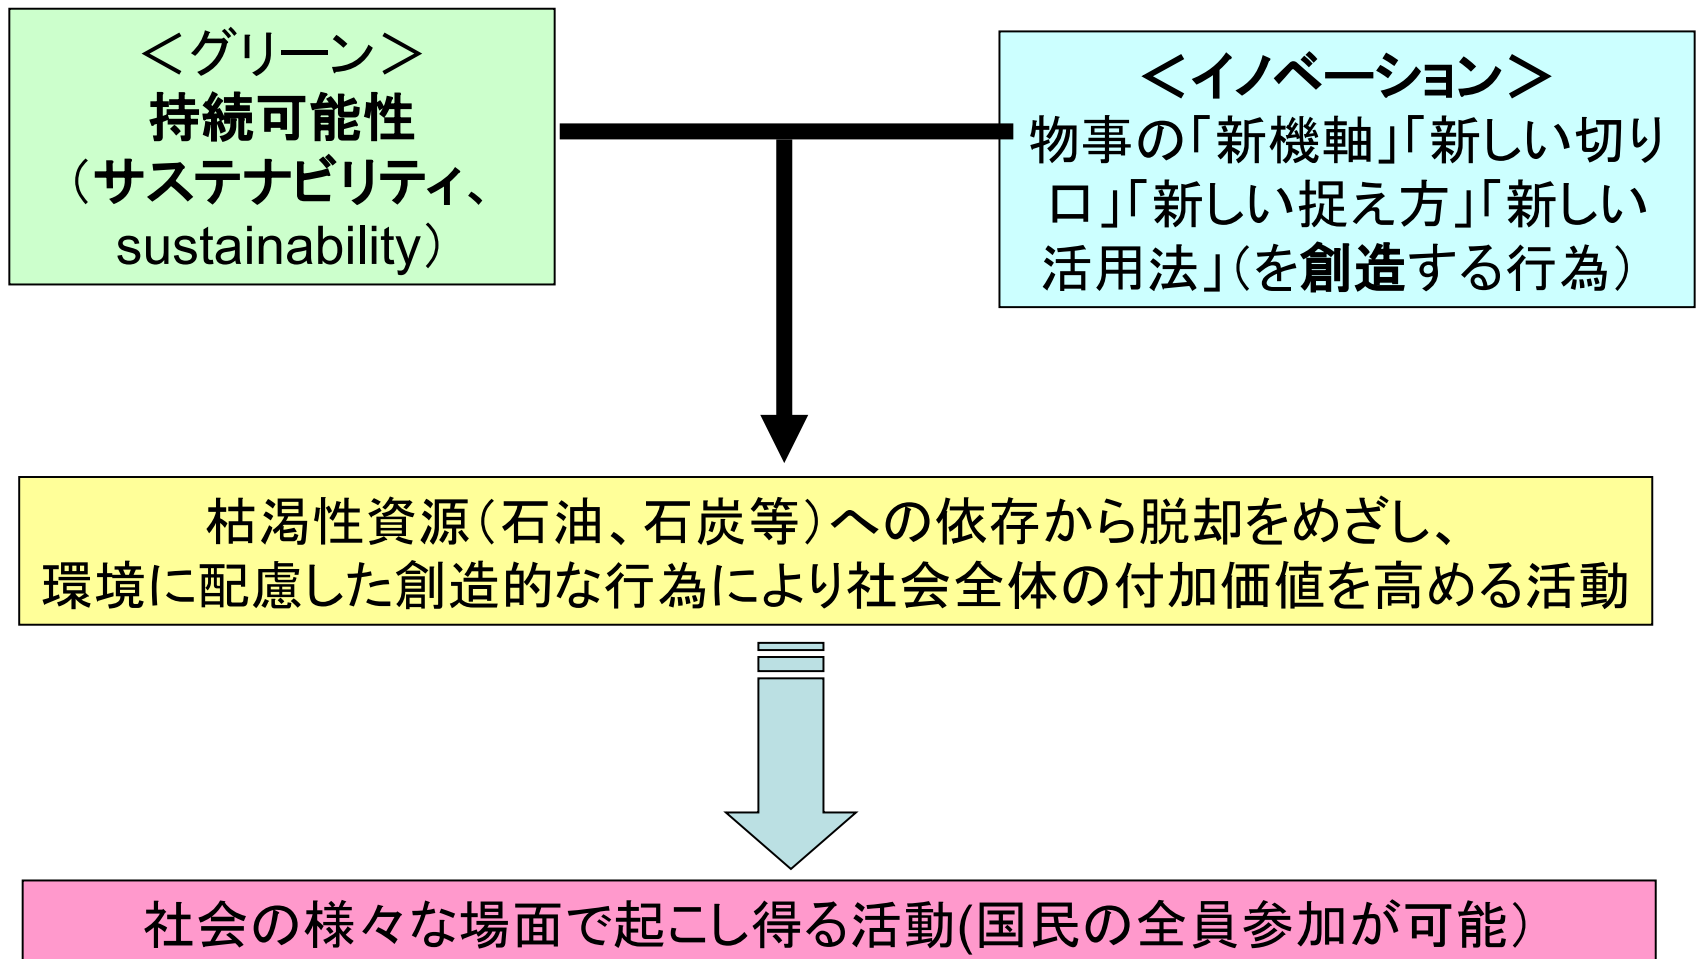 ＜グリーン＞
持続可能性
（サステナビリティ、
sustainability）
＜イノベーション＞
物事の「新機軸」「新しい切り
口」「新しい捉え方」「新しい
活用法」（を創造する行為）
枯渇性資源（石油、石炭等）への依存から脱却をめざし、
環境に配慮した創造的な行為により社会全体の付加価値を高める活動
社会の様々な場面で起こし得る活動(国民の全員参加が可能）